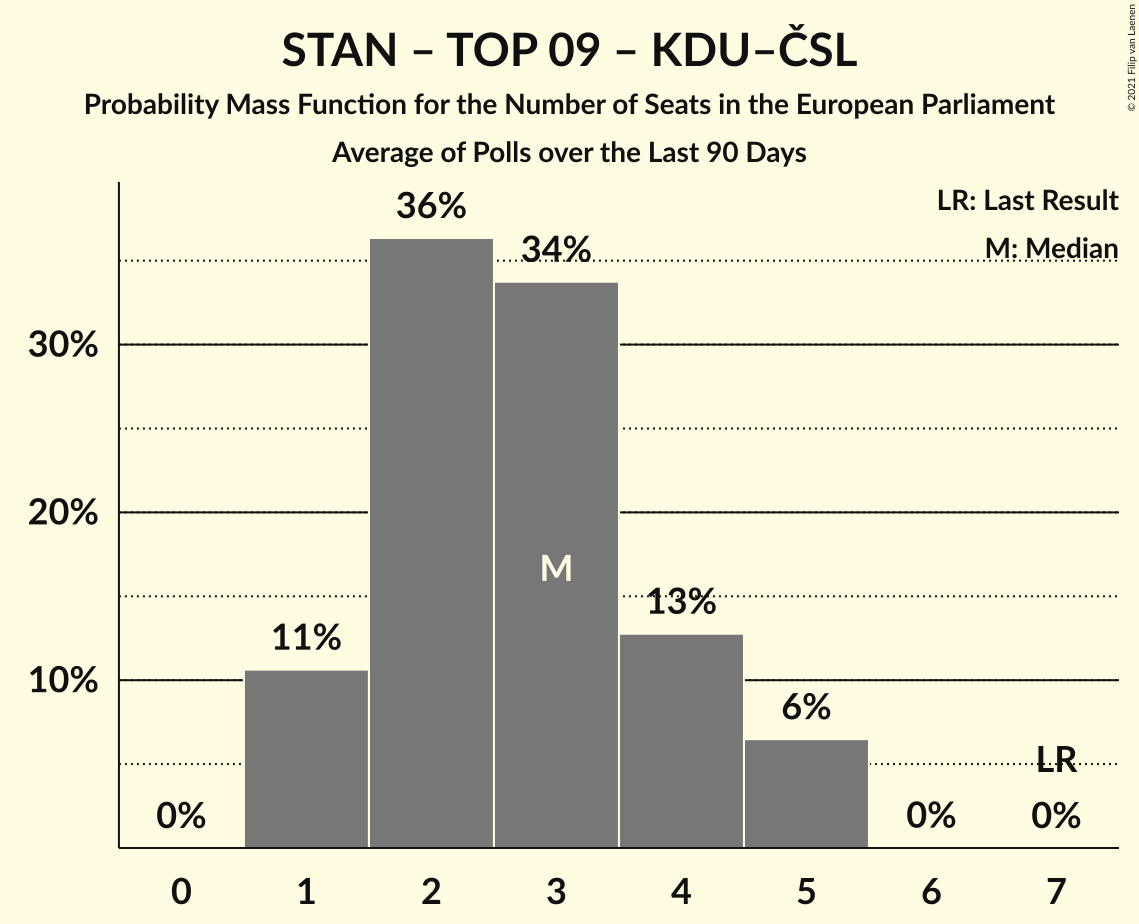 STAN – TOP 09 – KDU–ČSL
Probability Mass Function for the Number of Seats in the European Parliament
Average of Polls over the Last 90 Days
© 2021 Filip van Laenen
LR: Last Result
M: Median
36%
34%
30%
20%
M
13%
11%
10%
6%
LR
0%
0%
0%
0 1 2 3 4 5 6 7